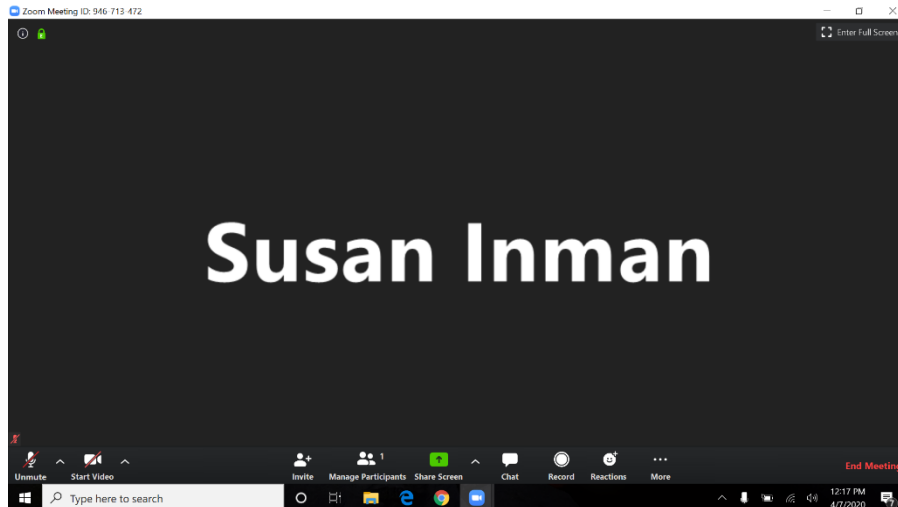 Zoom Meeting ID: 946-713-472
Enter Full Screen
Susan Inman
Unmute Start Video Invite Manage Participants 1 Share Screen Chat Record Reactions More End Meeting
Type here to search
12:17 PM
4/7/2020
7